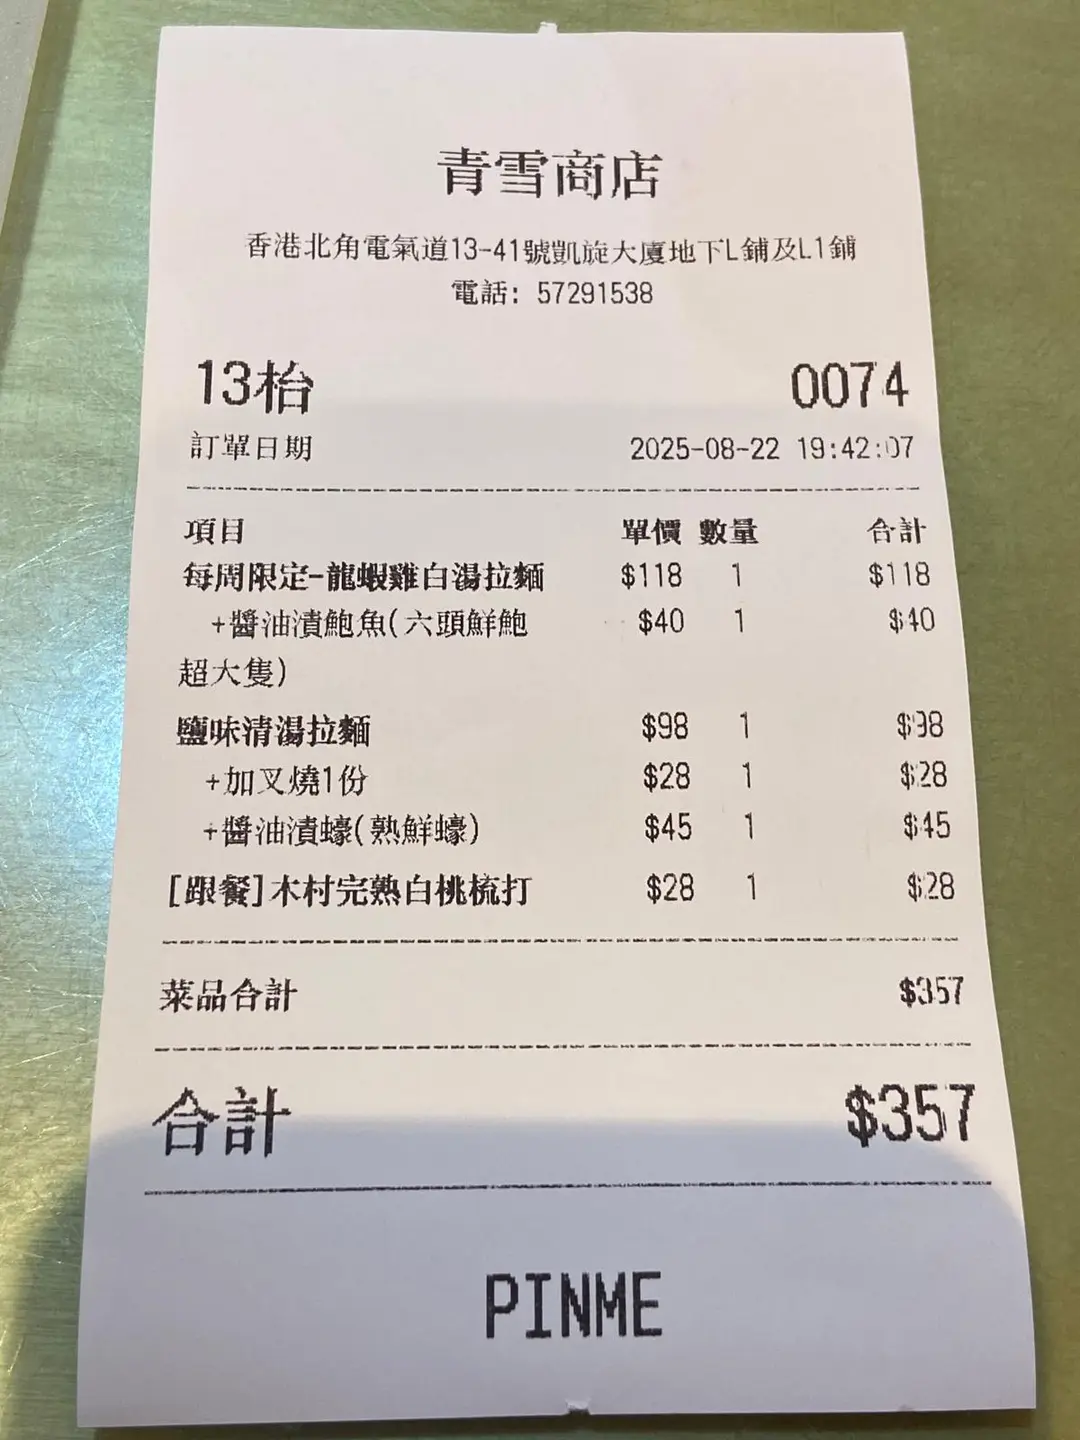 青雪商店
香港北角電氣道13-41號凱旋大廈地下L鋪及L1鋪
電話: 57291538
13枱 0074
訂單日期 2025-08-22 19:42:07
項目 單價 數量 合計
每周限定-龍蝦雞白湯拉麵 $118 1 $118
+醬油漬鮑魚(六頭鮮鮑 $40 1 $40
超大隻)
鹽味清湯拉麵 $98 1 $98
+加叉燒1份 $28 1 $28
+醬油漬蠔(熟鮮蠔) $45 1 $45
[跟餐]木村完熟白桃梳打 $28 1 $28
菜品合計 $357
合計 $357
PINME